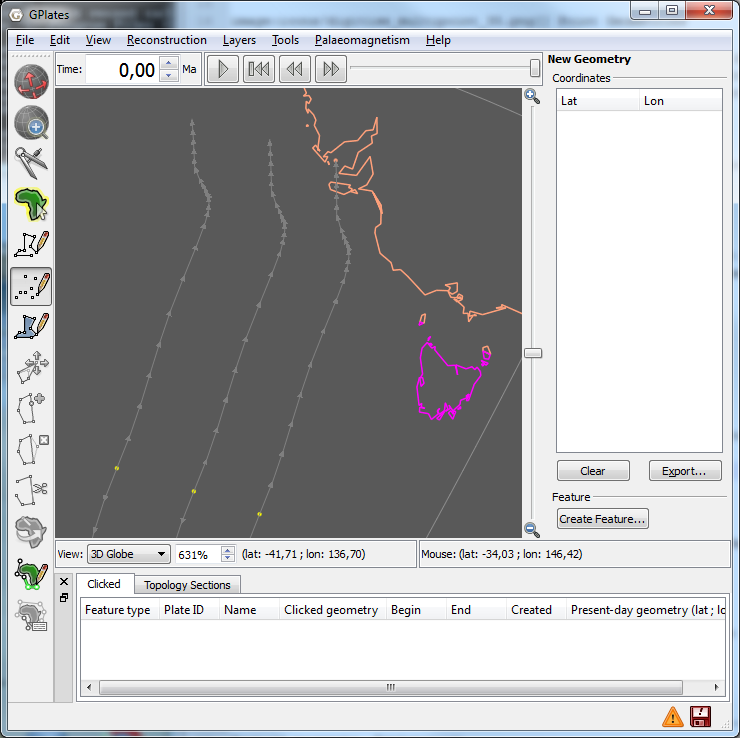 GPlates
File Edit View Reconstruction Layers Tools Palaeomagnetism Help
Time: 0,00 Ma
New Geometry
Coordinates
Lat Lon
Clear Export...
Feature
Create Feature...
View: 3D Globe 631% (lat: -41,71 ; lon: 136,70) Mouse: (lat: -34,03 ; lon: 146,42)
Clicked Topology Sections
Feature type Plate ID Name Clicked geometry Begin End Created Present-day geometry (lat ; lo